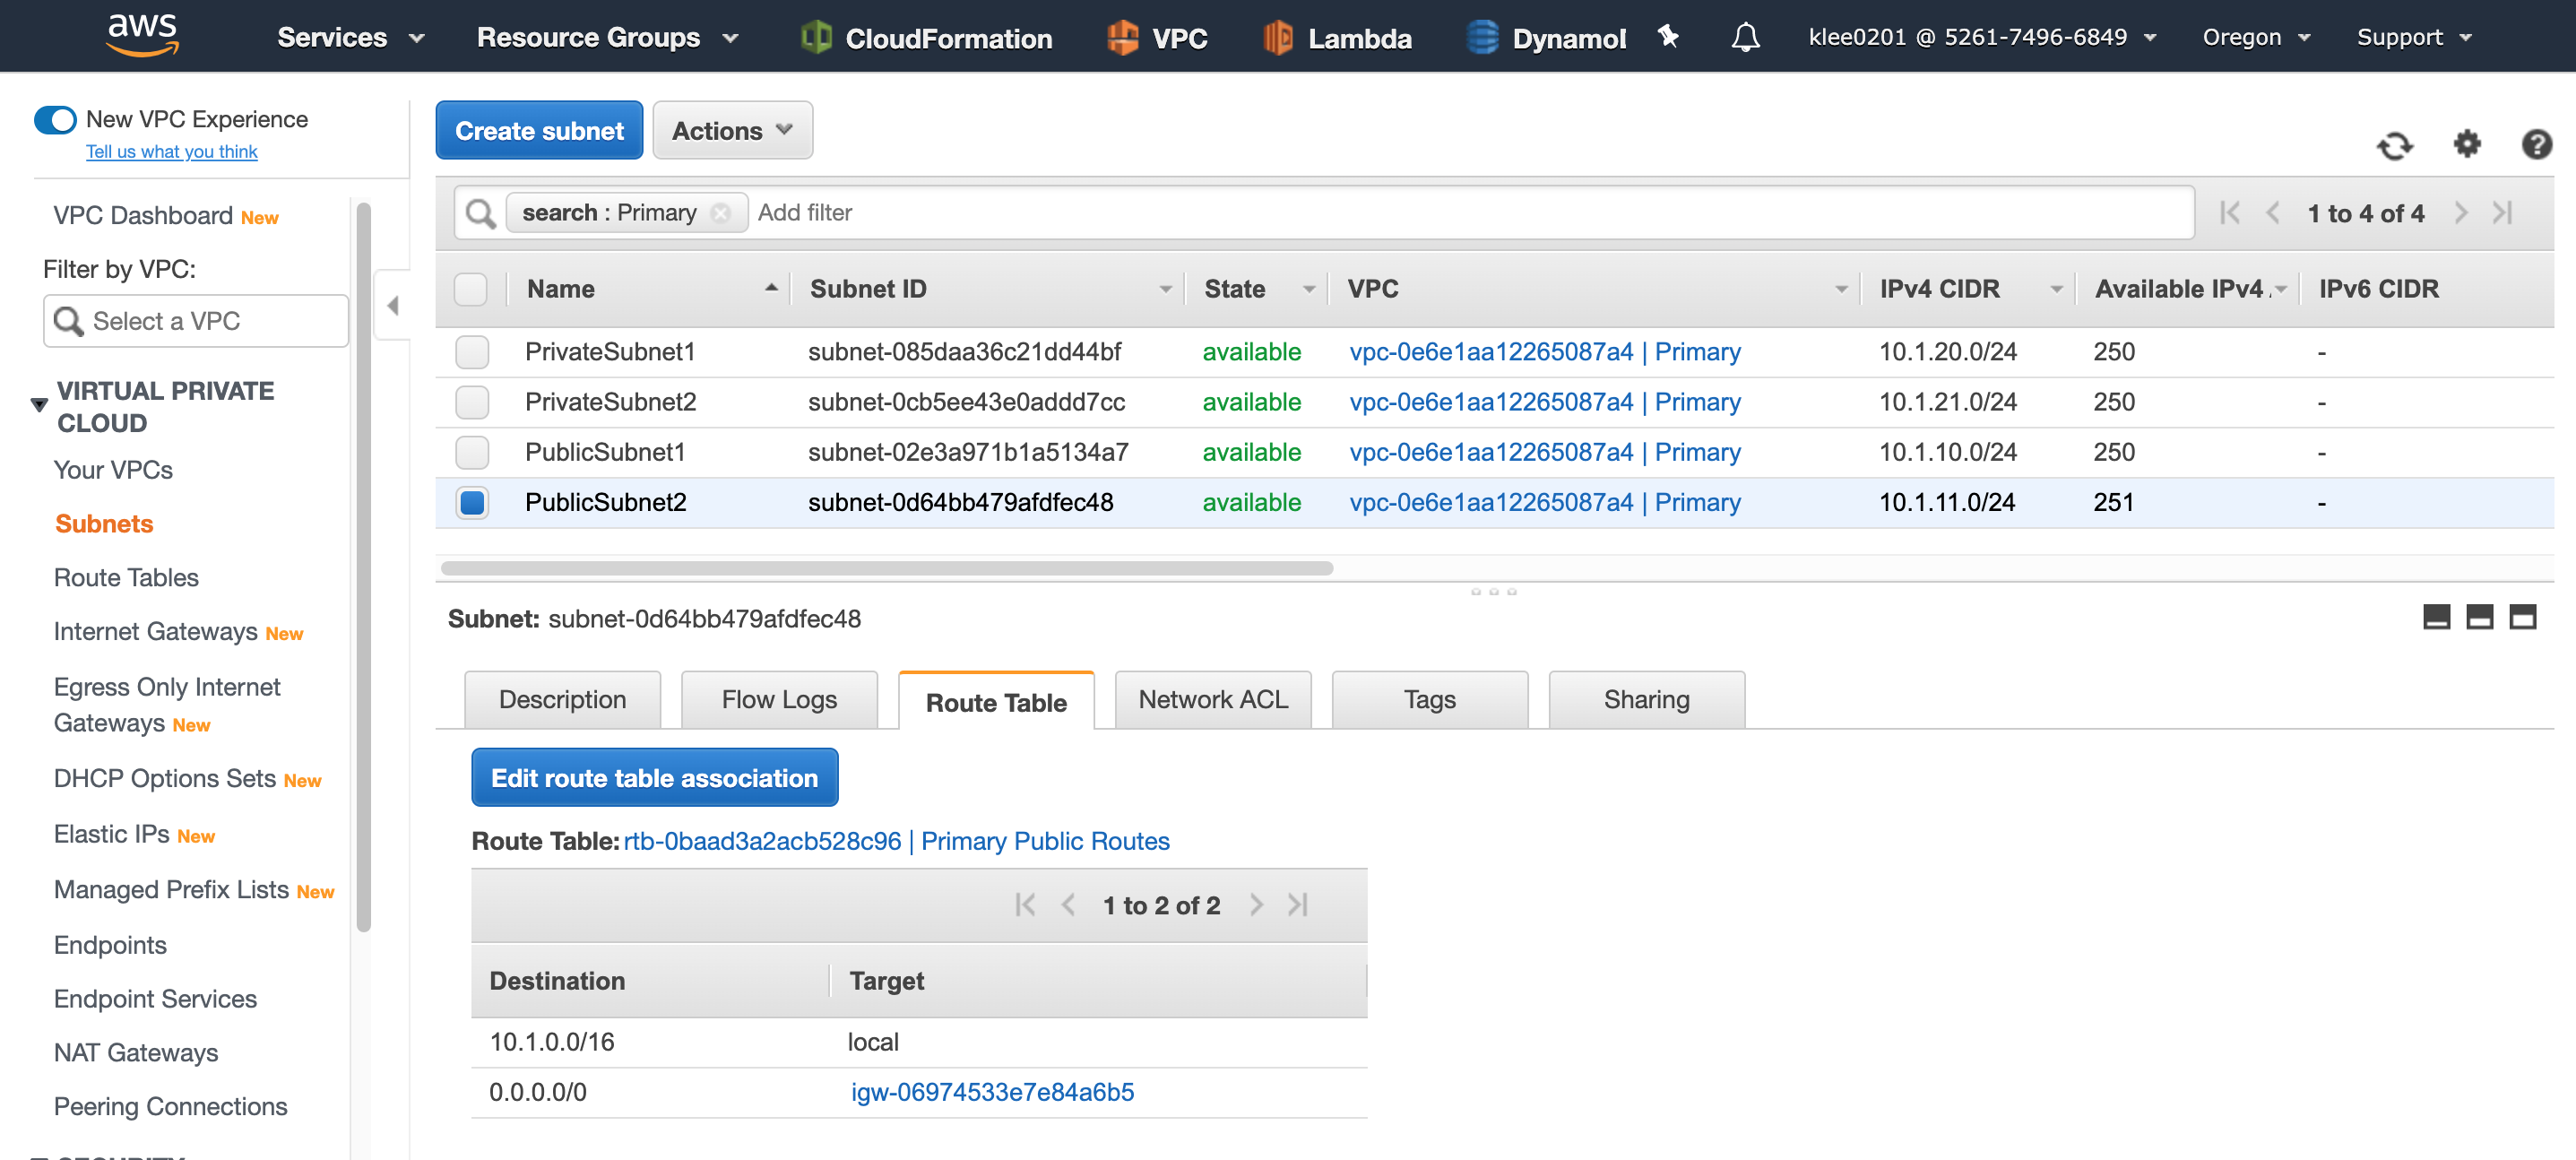 aws Services Resource Groups CloudFormation VPC Lambda Dynamo klee0201 @ 5261-7496-6849 Oregon Support
New VPC Experience
Tell us what you think
VPC Dashboard New
Filter by VPC:
Select a VPC
VIRTUAL PRIVATE
CLOUD
Your VPCs
Subnets
Route Tables
Internet Gateways New
Egress Only Internet
Gateways New
DHCP Options Sets New
Elastic IPs New
Managed Prefix Lists New
Endpoints
Endpoint Services
NAT Gateways
Peering Connections
SECURITY
Create subnet Actions
search : Primary Add filter 1 to 4 of 4
Name Subnet ID State VPC IPv4 CIDR Available IPv4 IPv6 CIDR
PrivateSubnet1 subnet-085daa36c21dd44bf available vpc-0e6e1aa12265087a4 | Primary 10.1.20.0/24 250 -
PrivateSubnet2 subnet-0cb5ee43e0addd7cc available vpc-0e6e1aa12265087a4 | Primary 10.1.21.0/24 250 -
PublicSubnet1 subnet-02e3a971b1a5134a7 available vpc-0e6e1aa12265087a4 | Primary 10.1.10.0/24 250 -
PublicSubnet2 subnet-0d64bb479afdfec48 available vpc-0e6e1aa12265087a4 | Primary 10.1.11.0/24 251 -
Subnet: subnet-0d64bb479afdfec48
Description Flow Logs Route Table Network ACL Tags Sharing
Edit route table association
Route Table: rtb-0baad3a2acb528c96 | Primary Public Routes
1 to 2 of 2
Destination Target
10.1.0.0/16 local
0.0.0.0/0 igw-06974533e7e84a6b5